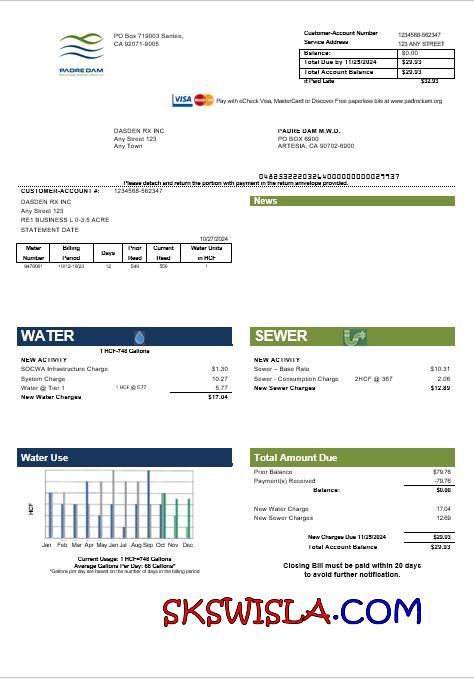 PO Box 719003 Santeo,
CA 92071-9005
PADRE DAM
Customer-Account Number 1234568-562347
Service Address 123 ANY STREET
Balance: $0.00
Total Due by 11/25/2024 $29.93
Total Account Balance $29.93
if Paid Late $32.93
VISA MasterCard Pay with eCheck Visa, MasterCard or Discover Free paperless bils at www.padrockam.org
DASDEN RX INC
Any Street 123
Any Town
PADRE DAM M.W.D.
PO BOX 6900
ARTESIA, CA 90702-6900
Please detach and return the portion with payment in the return envelope provided.
CUSTOMER-ACCOUNT #: 1234568-562347
DASDEN RX INC
Any Street 123
RE1 BUSINESS L 0-3.5 ACRE
STATEMENT DATE
10/27/2024
News
Meter Number Billing Period Days Prior Read Current Read Water Units in HCF
10/12-10/23 12 549 550 1
WATER
1 HCF-748 Gallons
NEW ACTIVITY
SOCWA Infrastructure Charge $1.30
System Charge 10.27
Water @ Tier 1 1 HCF @ 5.77 5.77
New Water Charges $17.04
SEWER
NEW ACTIVITY
Sewer – Base Rate $10.31
Sewer - Consumption Charge 2HCF @ 367 2.06
New Sewer Charges $12.89
Water Use
HCF
Jan Feb Mar Apr May Jan Jul Aug Sep Oct Nov Dec
Current Usage: 1 HCF=748 Gallons
Average Gallons Per Day: 68 Gallons*
*Gallons per day are based on the number of days in the billing period
Total Amount Due
Prior Balance $79.76
Payment(s) Received -79.76
Balance: $0.00
New Water Charges 17.04
New Sewer Charges 12.69
New Charges Due 11/25/2024 $29.93
Total Account Balance $29.93
Closing Bill must be paid within 20 days
to avoid further notification.
SKSWISLA.COM